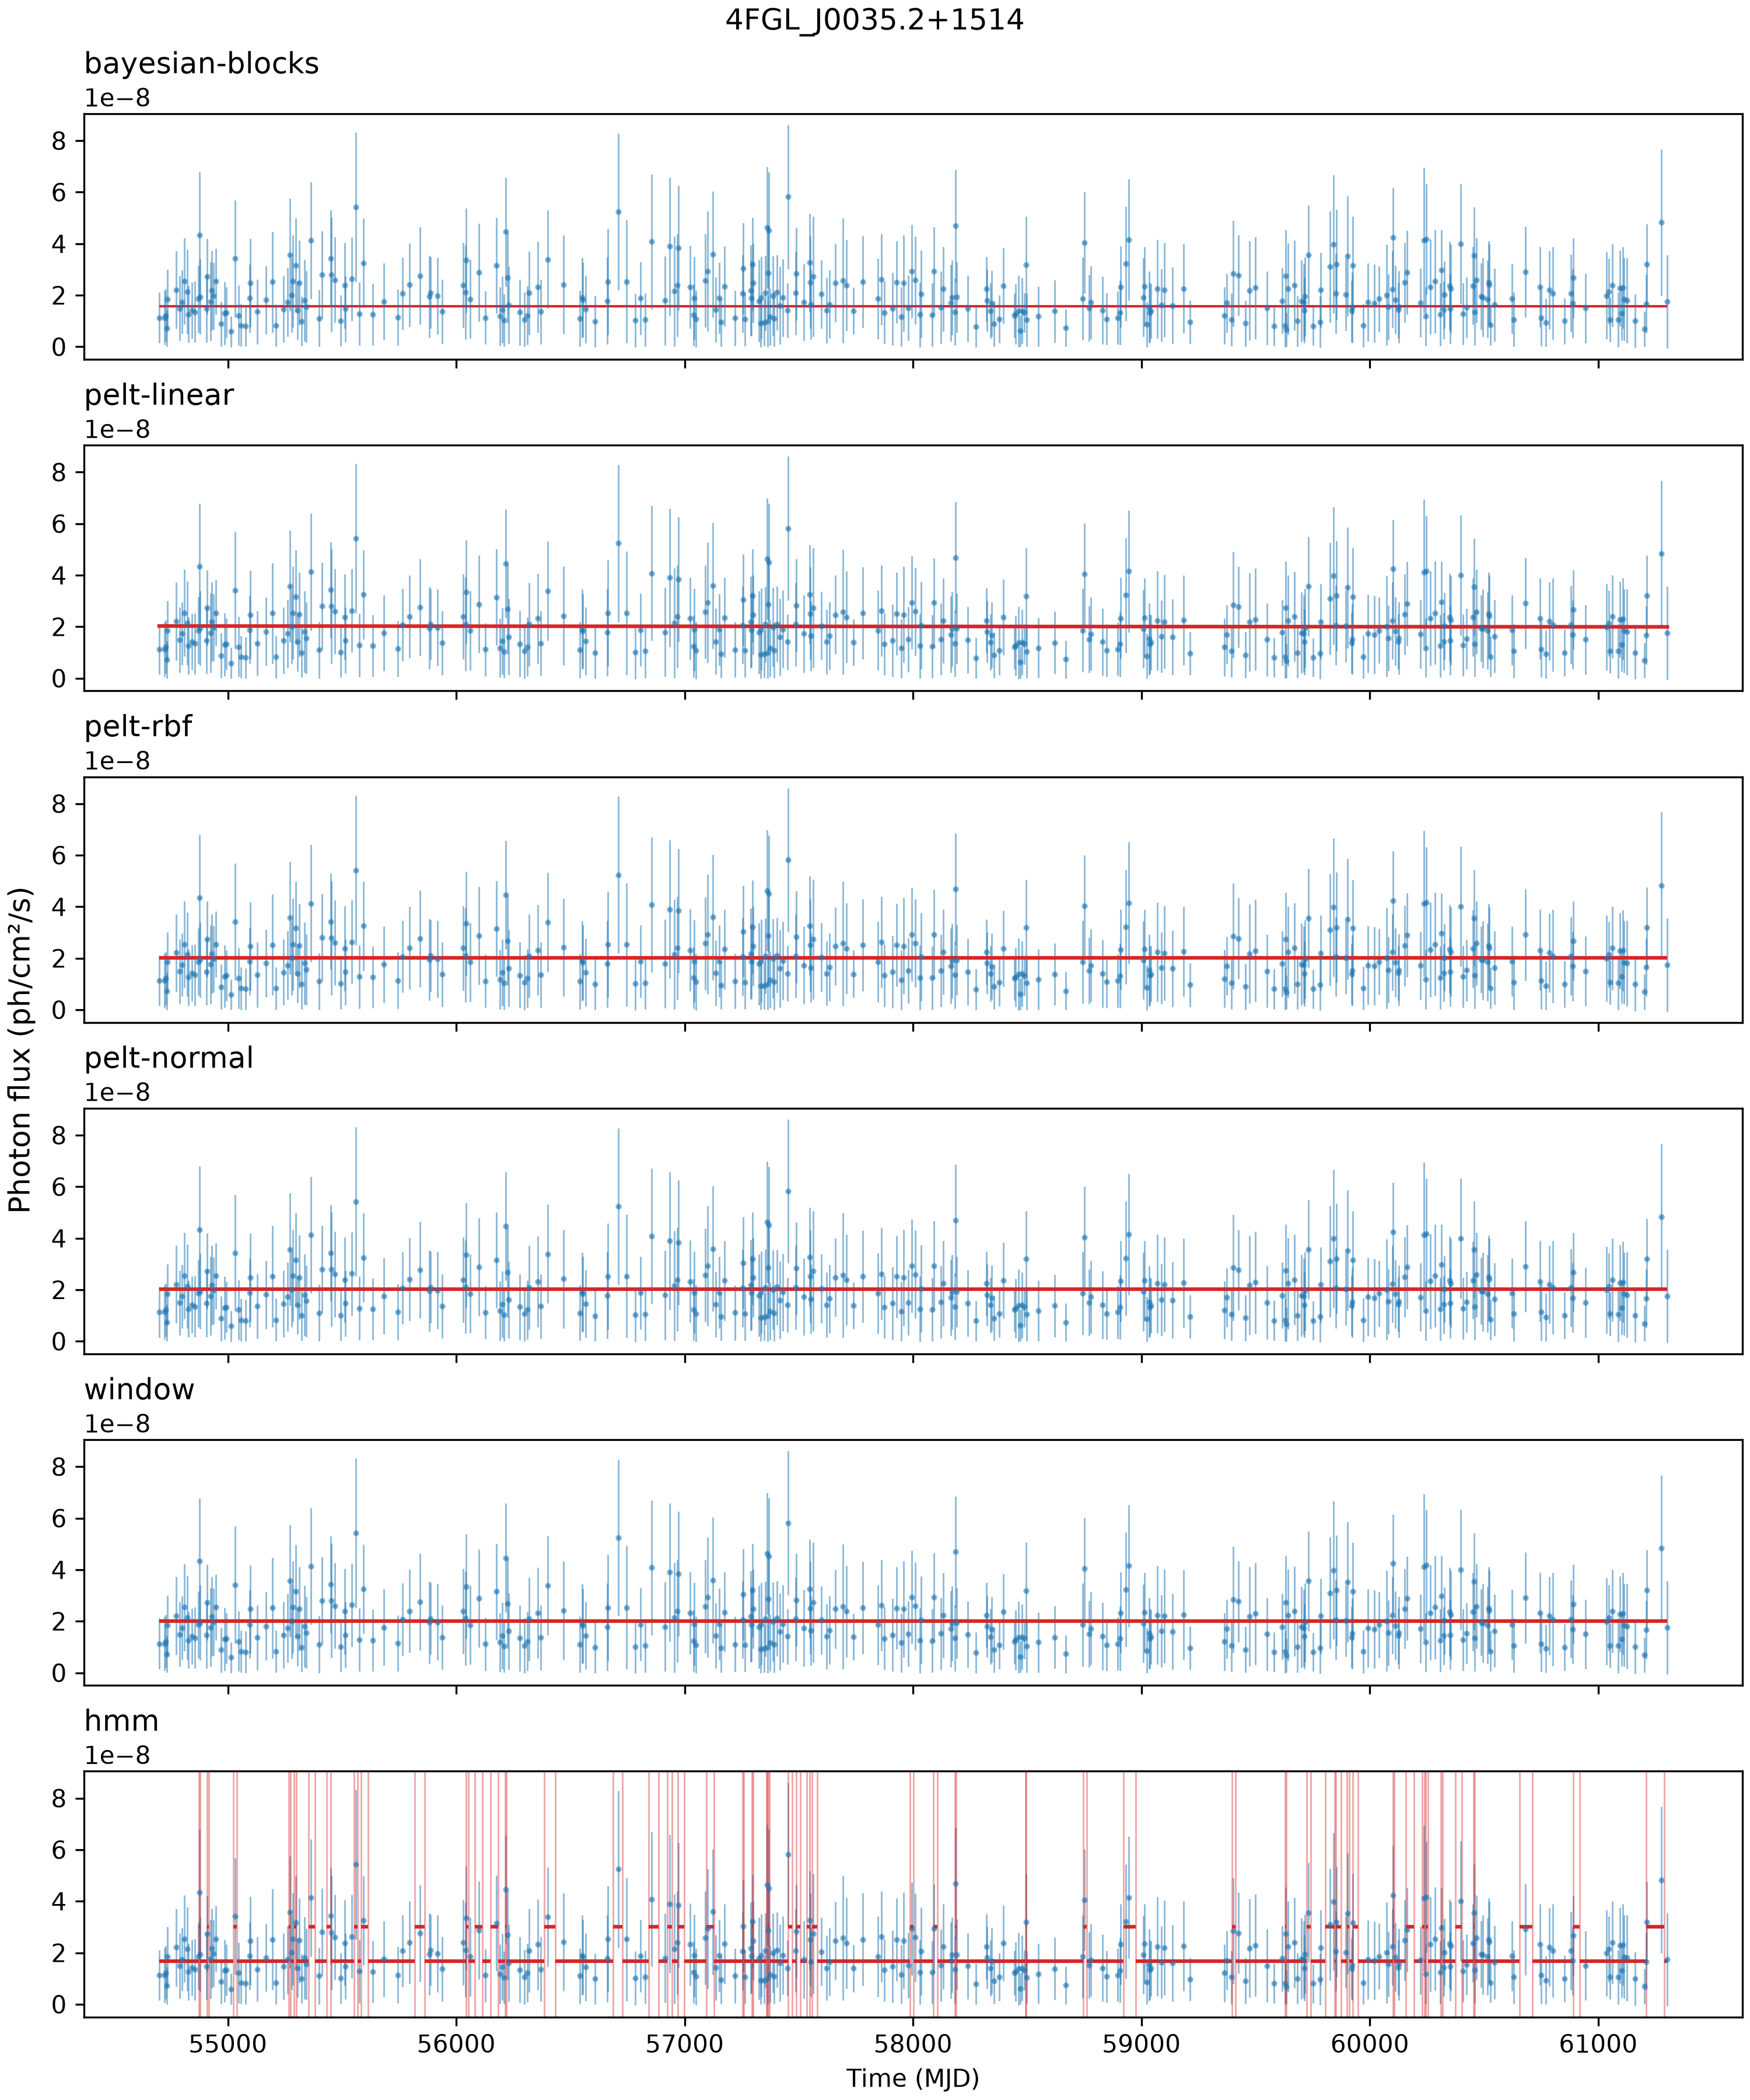 4FGL_J0035.2+1514
bayesian-blocks
1e−8
8
6
4
2
0
pelt-linear
1e−8
8
6
4
2
0
pelt-rbf
1e−8
8
6
4
2
0
pelt-normal
1e−8
8
6
4
2
0
window
1e−8
8
6
4
2
0
hmm
1e−8
8
6
4
2
0
Photon flux (ph/cm²/s)
55000 56000 57000 58000 59000 60000 61000
Time (MJD)